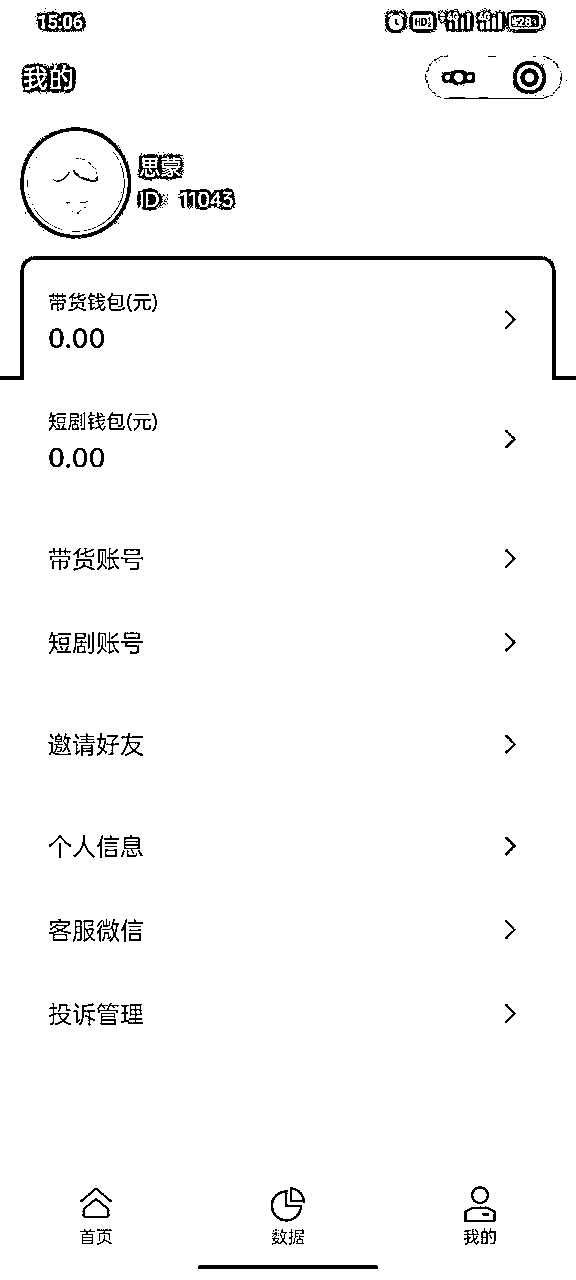 15:06
我的
思蒙
ID: 11043
带货钱包(元)
0.00
短剧钱包(元)
0.00
带货账号
短剧账号
邀请好友
个人信息
客服微信
投诉管理
首页
数据
我的